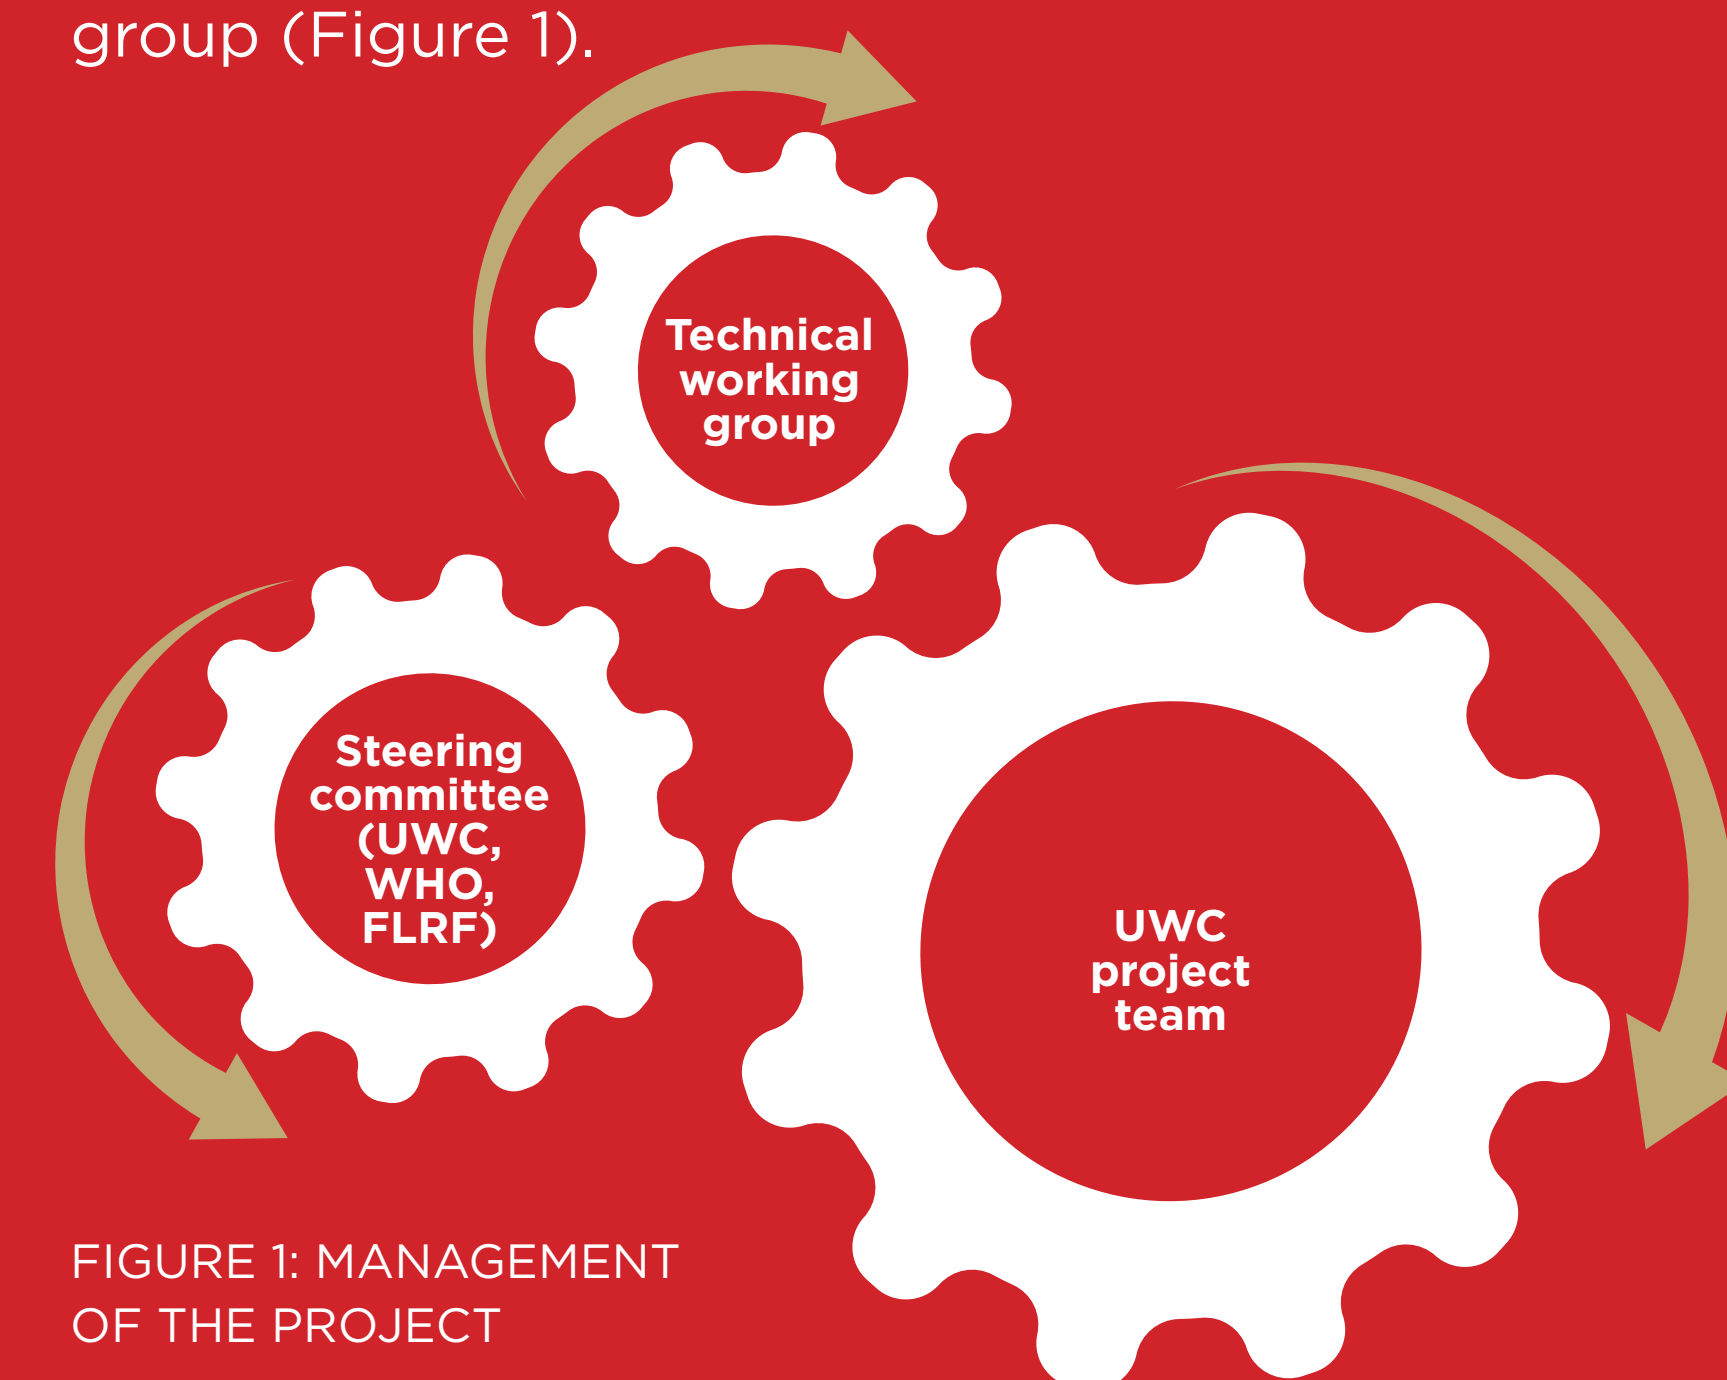 group (Figure 1).
Technical
working
group
Steering
committee
(UWC,
WHO,
FLRF)
UWC
project
team
FIGURE 1: MANAGEMENT
OF THE PROJECT